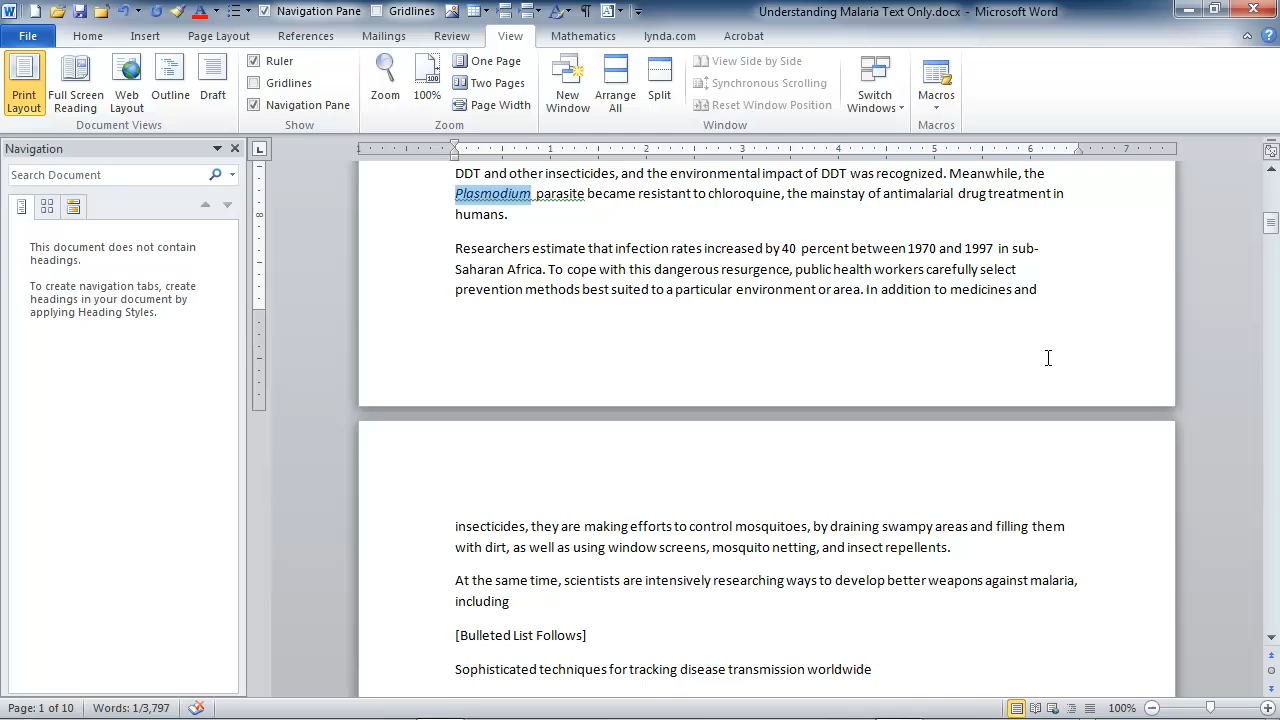 Navigation Pane Gridlines Understanding Malaria Text Only.docx - Microsoft Word
File Home Insert Page Layout References Mailings Review View Mathematics lynda.com Acrobat
Print Layout
Full Screen Reading
Web Layout
Outline
Draft
Document Views
Ruler
Gridlines
Navigation Pane
Show
Zoom
100%
One Page
Two Pages
Page Width
Zoom
New Window
Arrange All
Split
View Side by Side
Synchronous Scrolling
Reset Window Position
Switch Windows
Window
Macros
Macros
Navigation
Search Document
This document does not contain
headings.
To create navigation tabs, create
headings in your document by
applying Heading Styles.
1 1 2 3 4 5 6 7
DDT and other insecticides, and the environmental impact of DDT was recognized. Meanwhile, the
Plasmodium parasite became resistant to chloroquine, the mainstay of antimalarial drug treatment in
humans.
Researchers estimate that infection rates increased by 40 percent between 1970 and 1997 in sub-
Saharan Africa. To cope with this dangerous resurgence, public health workers carefully select
prevention methods best suited to a particular environment or area. In addition to medicines and
insecticides, they are making efforts to control mosquitoes, by draining swampy areas and filling them
with dirt, as well as using window screens, mosquito netting, and insect repellents.
At the same time, scientists are intensively researching ways to develop better weapons against malaria,
including
[Bulleted List Follows]
Sophisticated techniques for tracking disease transmission worldwide
Page: 1 of 10 Words: 1/3,797 100%